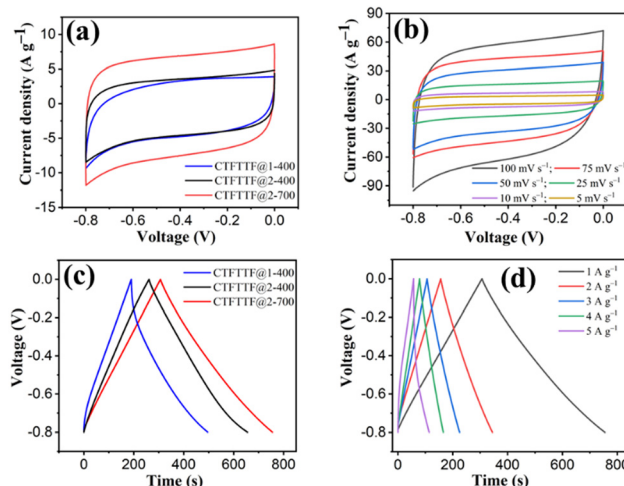 (a)
Current density (A g⁻¹)
10
5
0
-5
-10
-15
CTFTTF@1-400
CTFTTF@2-400
CTFTTF@2-700
-0.8 -0.6 -0.4 -0.2 0.0
Voltage (V)
(b)
Current density (A g⁻¹)
90
60
30
0
-30
-60
-90
100 mV s⁻¹; 75 mV s⁻¹
50 mV s⁻¹; 25 mV s⁻¹
10 mV s⁻¹; 5 mV s⁻¹
-0.8 -0.6 -0.4 -0.2 0.0
Voltage (V)
(c)
Voltage (V)
0.0
-0.2
-0.4
-0.6
-0.8
CTFTTF@1-400
CTFTTF@2-400
CTFTTF@2-700
0 200 400 600 800
Time (s)
(d)
Voltage (V)
0.0
-0.2
-0.4
-0.6
-0.8
1 A g⁻¹
2 A g⁻¹
3 A g⁻¹
4 A g⁻¹
5 A g⁻¹
0 200 400 600 800
Time (s)